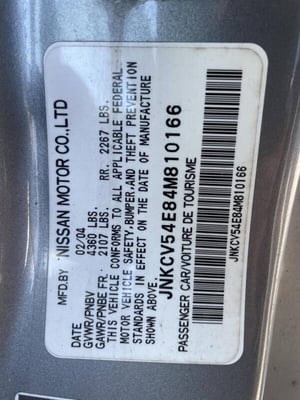 MFD.BY NISSAN MOTOR CO.,LTD
DATE 02/04
GVWR/PNBV 4360 LBS.
GAWR/PNBE FR. 2107 LBS. RR. 2267 LBS.
THIS VEHICLE CONFORMS TO ALL APPLICABLE FEDERAL
MOTOR VEHICLE SAFETY,BUMPER,AND THEFT PREVENTION
STANDARDS IN EFFECT ON THE DATE OF MANUFACTURE
SHOWN ABOVE.
JNKCV54E84M810166
PASSENGER CAR/VOITURE DE TOURISME
JNKCV54E84M810166